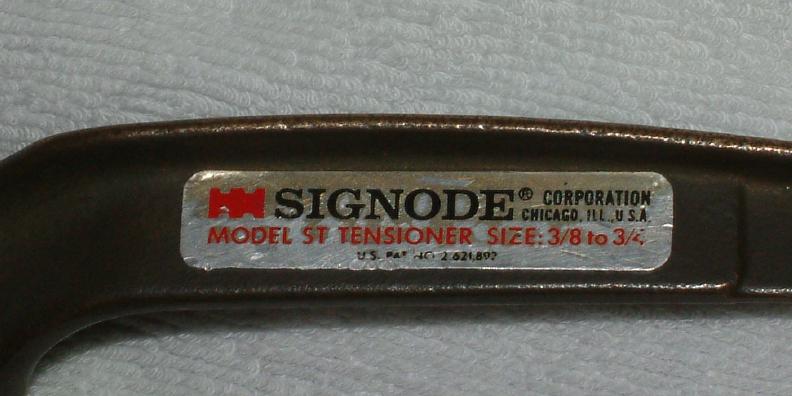 SIGNODE® CORPORATION
CHICAGO, ILL., U.S.A.
MODEL ST TENSIONER SIZE: 3/8 to 3/4
U.S. PAT. NO. 2,621,892